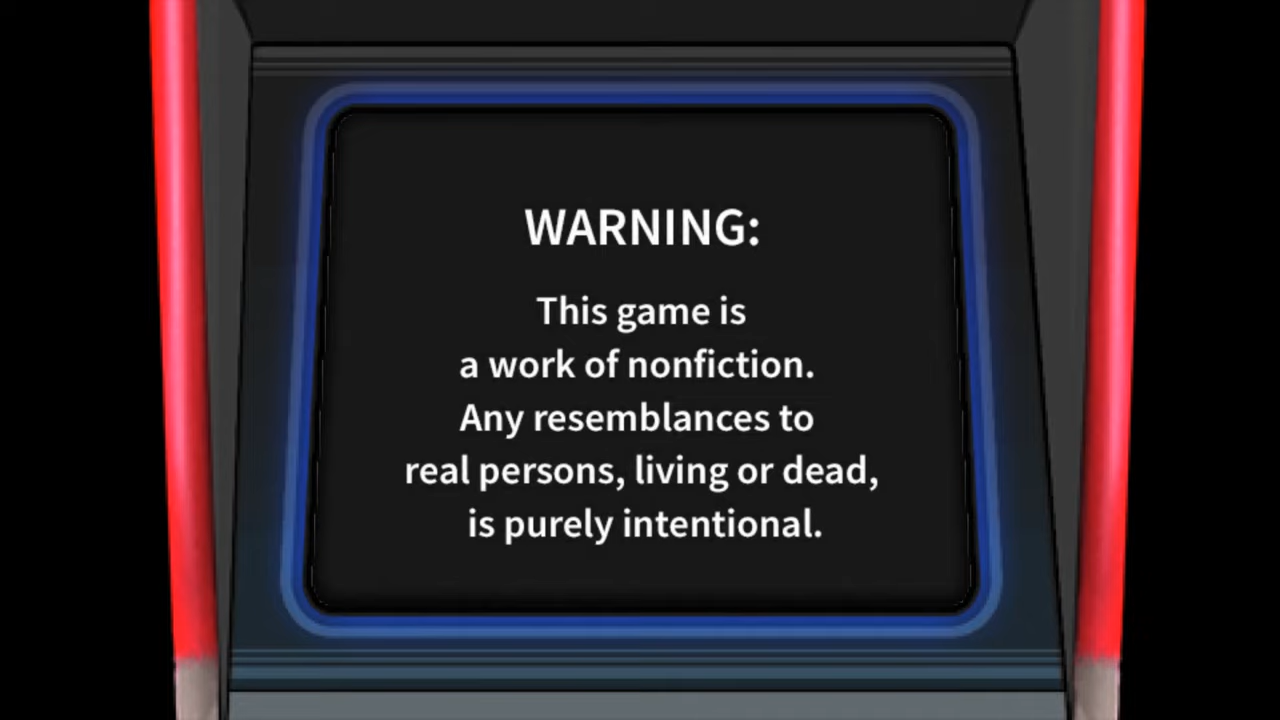 WARNING:
This game is
a work of nonfiction.
Any resemblances to
real persons, living or dead,
is purely intentional.